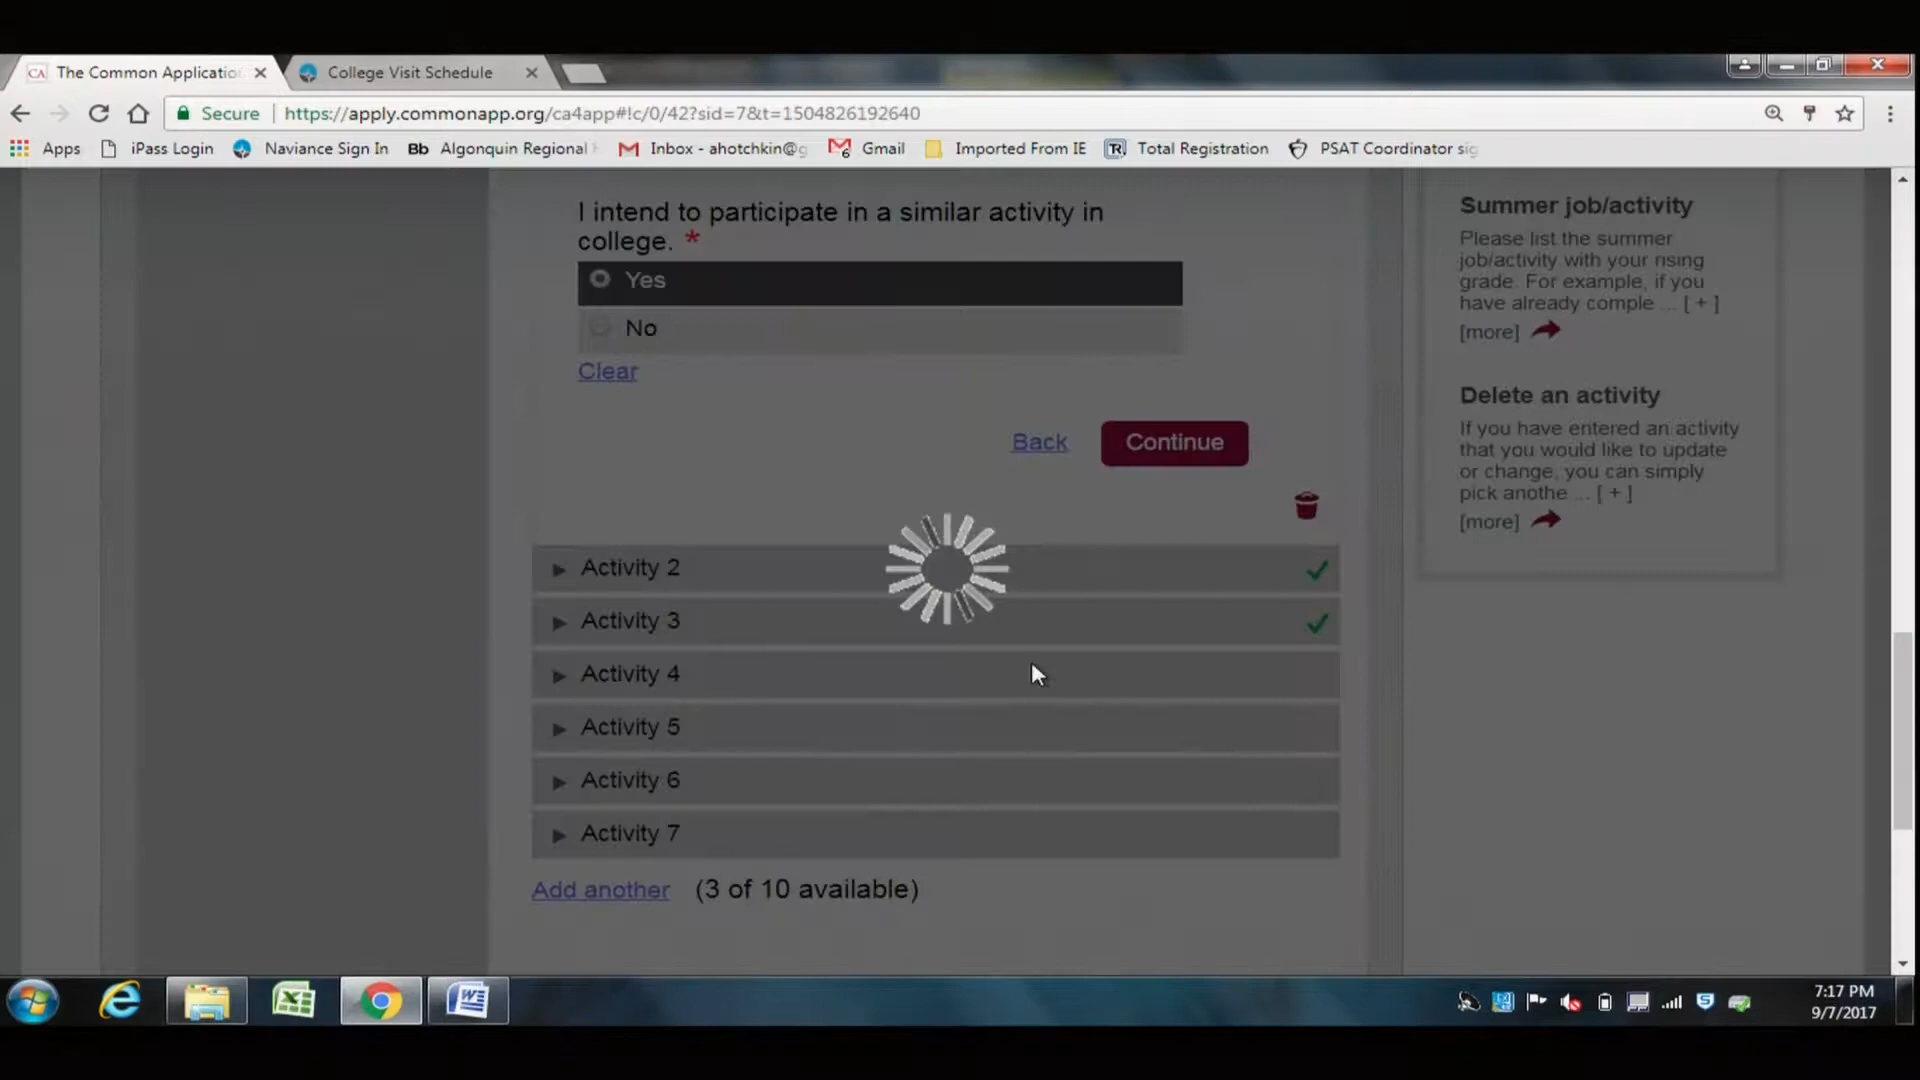 CA The Common Applicatio
College Visit Schedule
Secure https://apply.commonapp.org/ca4app#!c/0/42?sid=7&t=1504826192640
Apps iPass Login Naviance Sign In Bb Algonquin Regional Inbox - ahotchkin@g Gmail Imported From IE TR Total Registration PSAT Coordinator sig
I intend to participate in a similar activity in
college. *
Yes
No
Clear
Back Continue
Activity 2
Activity 3
Activity 4
Activity 5
Activity 6
Activity 7
Add another (3 of 10 available)
Summer job/activity
Please list the summer
job/activity with your rising
grade. For example, if you
have already comple ... [ + ]
[more]
Delete an activity
If you have entered an activity
that you would like to update
or change, you can simply
pick anothe ... [ + ]
[more]
7:17 PM
9/7/2017